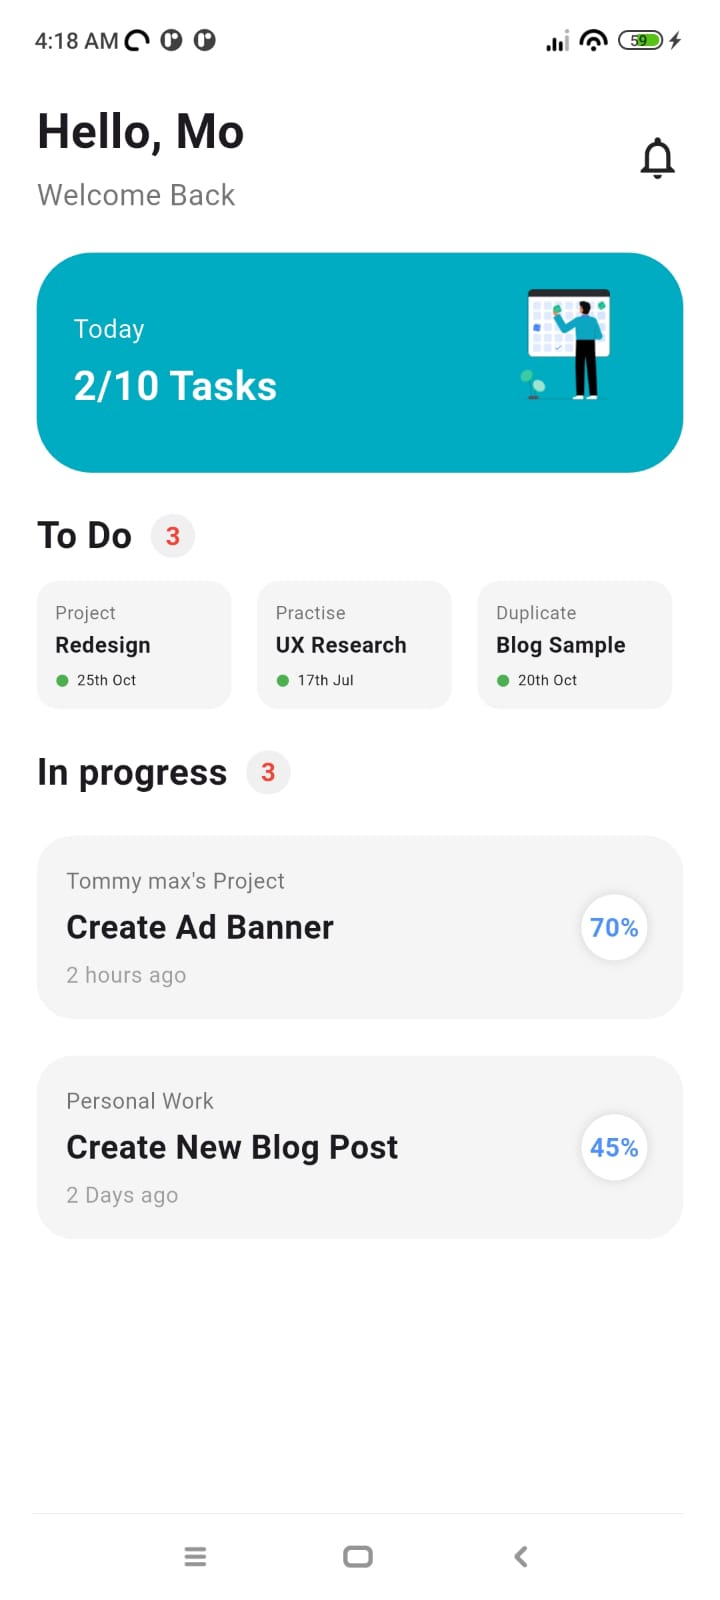 4:18 AM
59
Hello, Mo
Welcome Back
Today
2/10 Tasks
To Do 3
Project
Redesign
25th Oct
Practise
UX Research
17th Jul
Duplicate
Blog Sample
20th Oct
In progress 3
Tommy max's Project
Create Ad Banner
2 hours ago
70%
Personal Work
Create New Blog Post
2 Days ago
45%